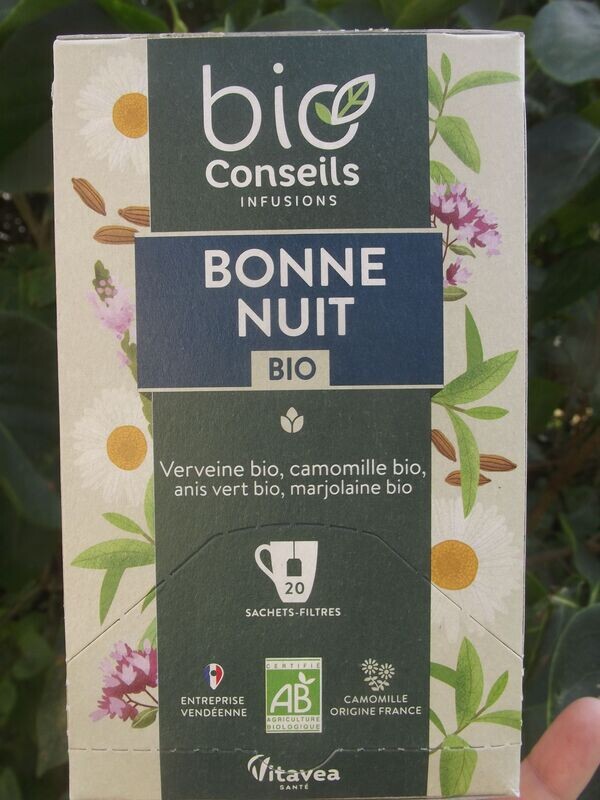 bio
Conseils
INFUSIONS
BONNE
NUIT
BIO
Verveine bio, camomille bio,
anis vert bio, marjolaine bio
20
SACHETS-FILTRES
ENTREPRISE
VENDÉENNE
CERTIFIÉ
AB
AGRICULTURE
BIOLOGIQUE
CAMOMILLE
ORIGINE FRANCE
Vitavea
SANTÉ